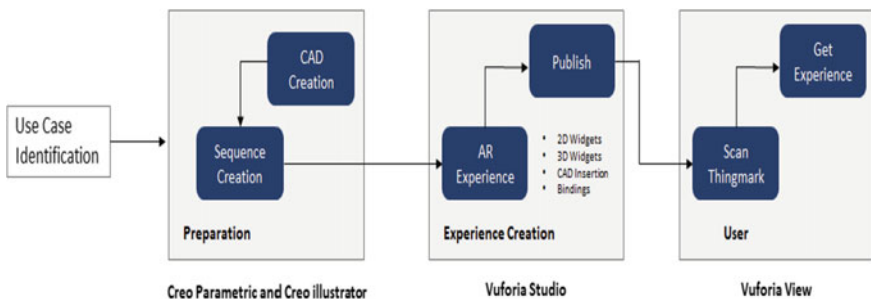 Use Case
Identification
CAD
Creation
Sequence
Creation
Preparation
Creo Parametric and Creo illustrator
Publish
AR
Experience
• 2D Widgets
• 3D Widgets
• CAD Insertion
• Bindings
Experience Creation
Vuforia Studio
Get
Experience
Scan
Thingmark
User
Vuforia View